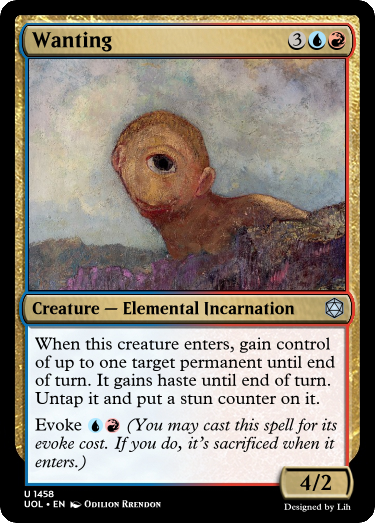 Wanting 3
Creature — Elemental Incarnation
When this creature enters, gain control
of up to one target permanent until end
of turn. It gains haste until end of turn.
Untap it and put a stun counter on it.
Evoke (You may cast this spell for its
evoke cost. If you do, it's sacrificed when it
enters.)
4/2
U 1458
UOL • EN Odilion Rrendon
Designed by Lih